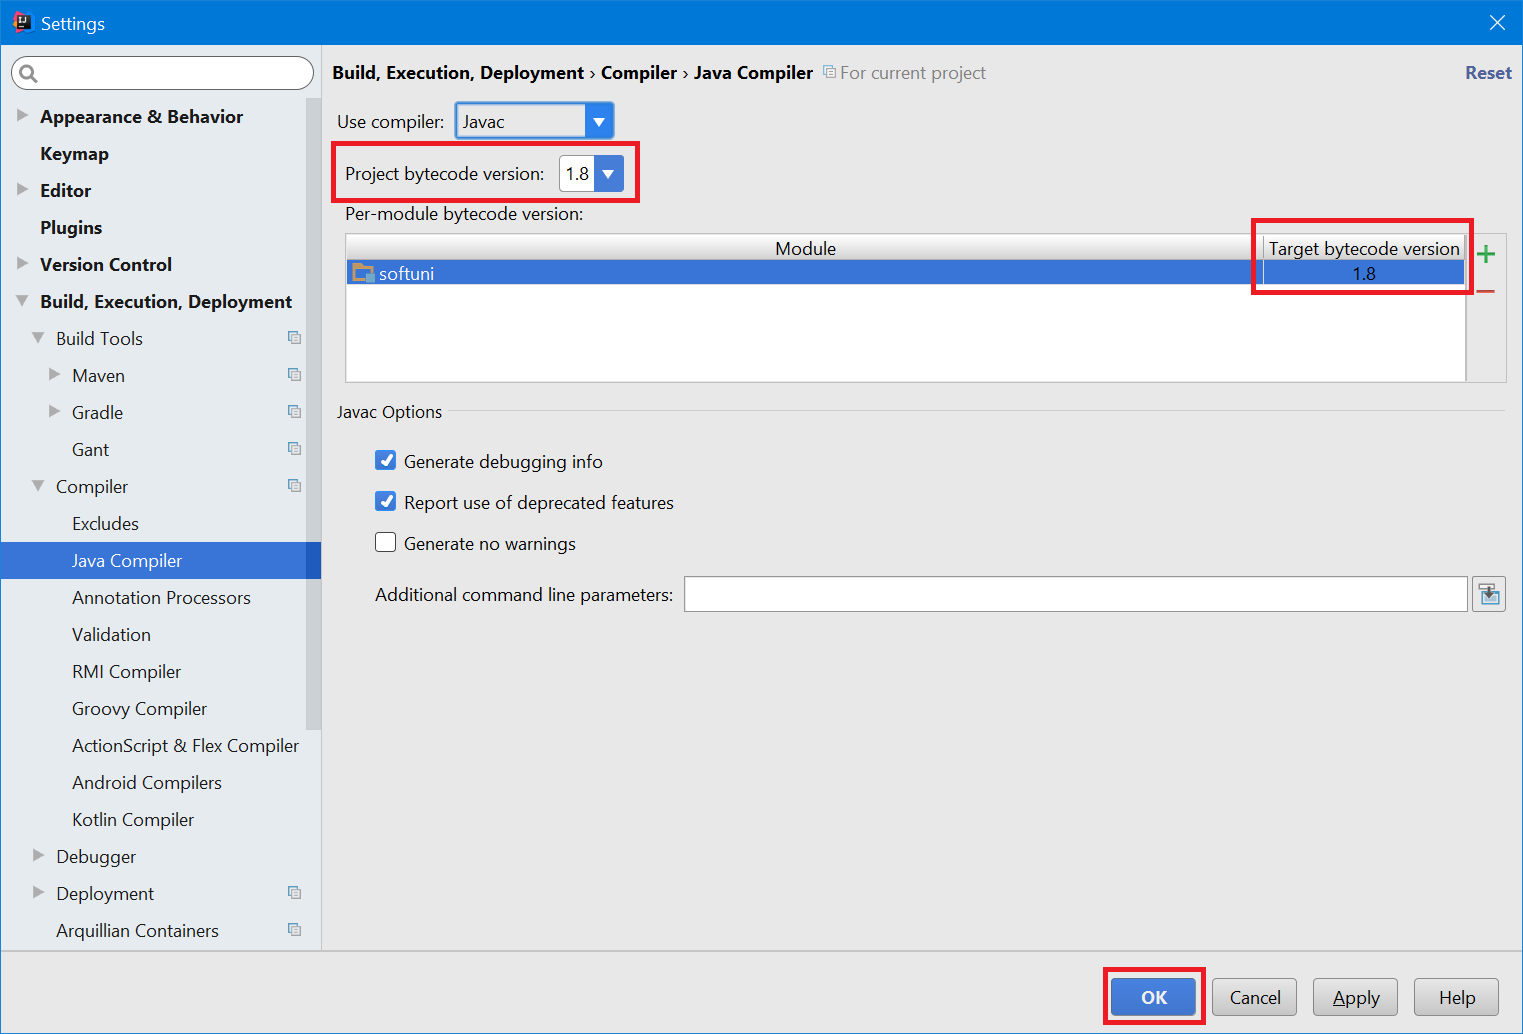 Settings
Build, Execution, Deployment › Compiler › Java Compiler For current project Reset
Appearance & Behavior
Keymap
Editor
Plugins
Version Control
Build, Execution, Deployment
Build Tools
Maven
Gradle
Gant
Compiler
Excludes
Java Compiler
Annotation Processors
Validation
RMI Compiler
Groovy Compiler
ActionScript & Flex Compiler
Android Compilers
Kotlin Compiler
Debugger
Deployment
Arquillian Containers
Use compiler: Javac
Project bytecode version: 1.8
Per-module bytecode version:
Module Target bytecode version
softuni 1.8
Javac Options
Generate debugging info
Report use of deprecated features
Generate no warnings
Additional command line parameters:
OK Cancel Apply Help